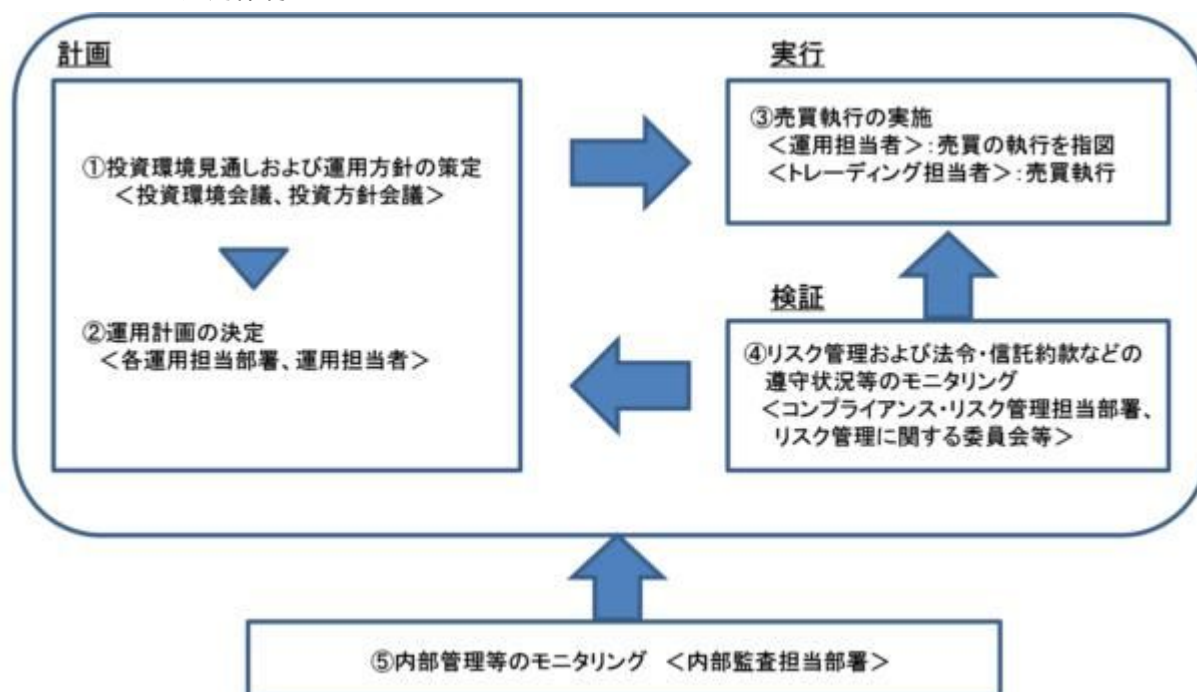 計画
①投資環境見通しおよび運用方針の策定
＜投資環境会議、投資方針会議＞
②運用計画の決定
＜各運用担当部署、運用担当者＞
実行
③売買執行の実施
＜運用担当者＞：売買の執行を指図
＜トレーディング担当者＞：売買執行
検証
④リスク管理および法令・信託約款などの
遵守状況等のモニタリング
＜コンプライアンス・リスク管理担当部署、
リスク管理に関する委員会等＞
⑤内部管理等のモニタリング　＜内部監査担当部署＞